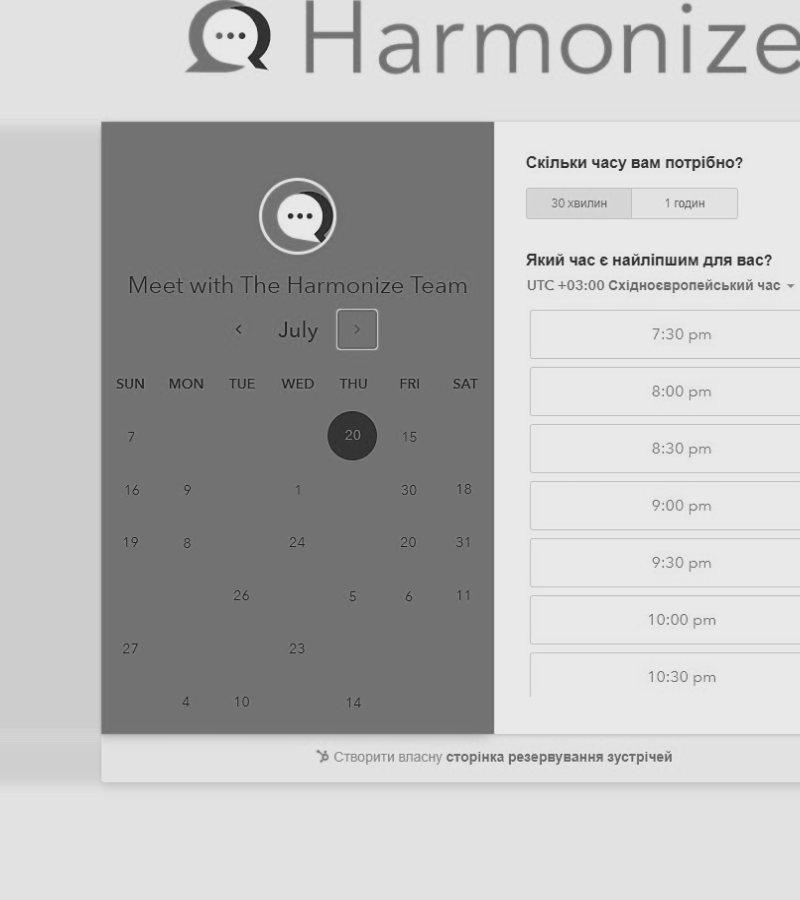 Harmonize
Meet with The Harmonize Team
July
SUN MON TUE WED THU FRI SAT
7 20 15
16 9 1 30 18
19 8 24 20 31
26 5 6 11
27 23
4 10 14
Скільки часу вам потрібно?
30 хвилин 1 годин
Який час є найліпшим для вас?
UTC +03:00 Східноєвропейський час
7:30 pm
8:00 pm
8:30 pm
9:00 pm
9:30 pm
10:00 pm
10:30 pm
Створити власну сторінка резервування зустрічей